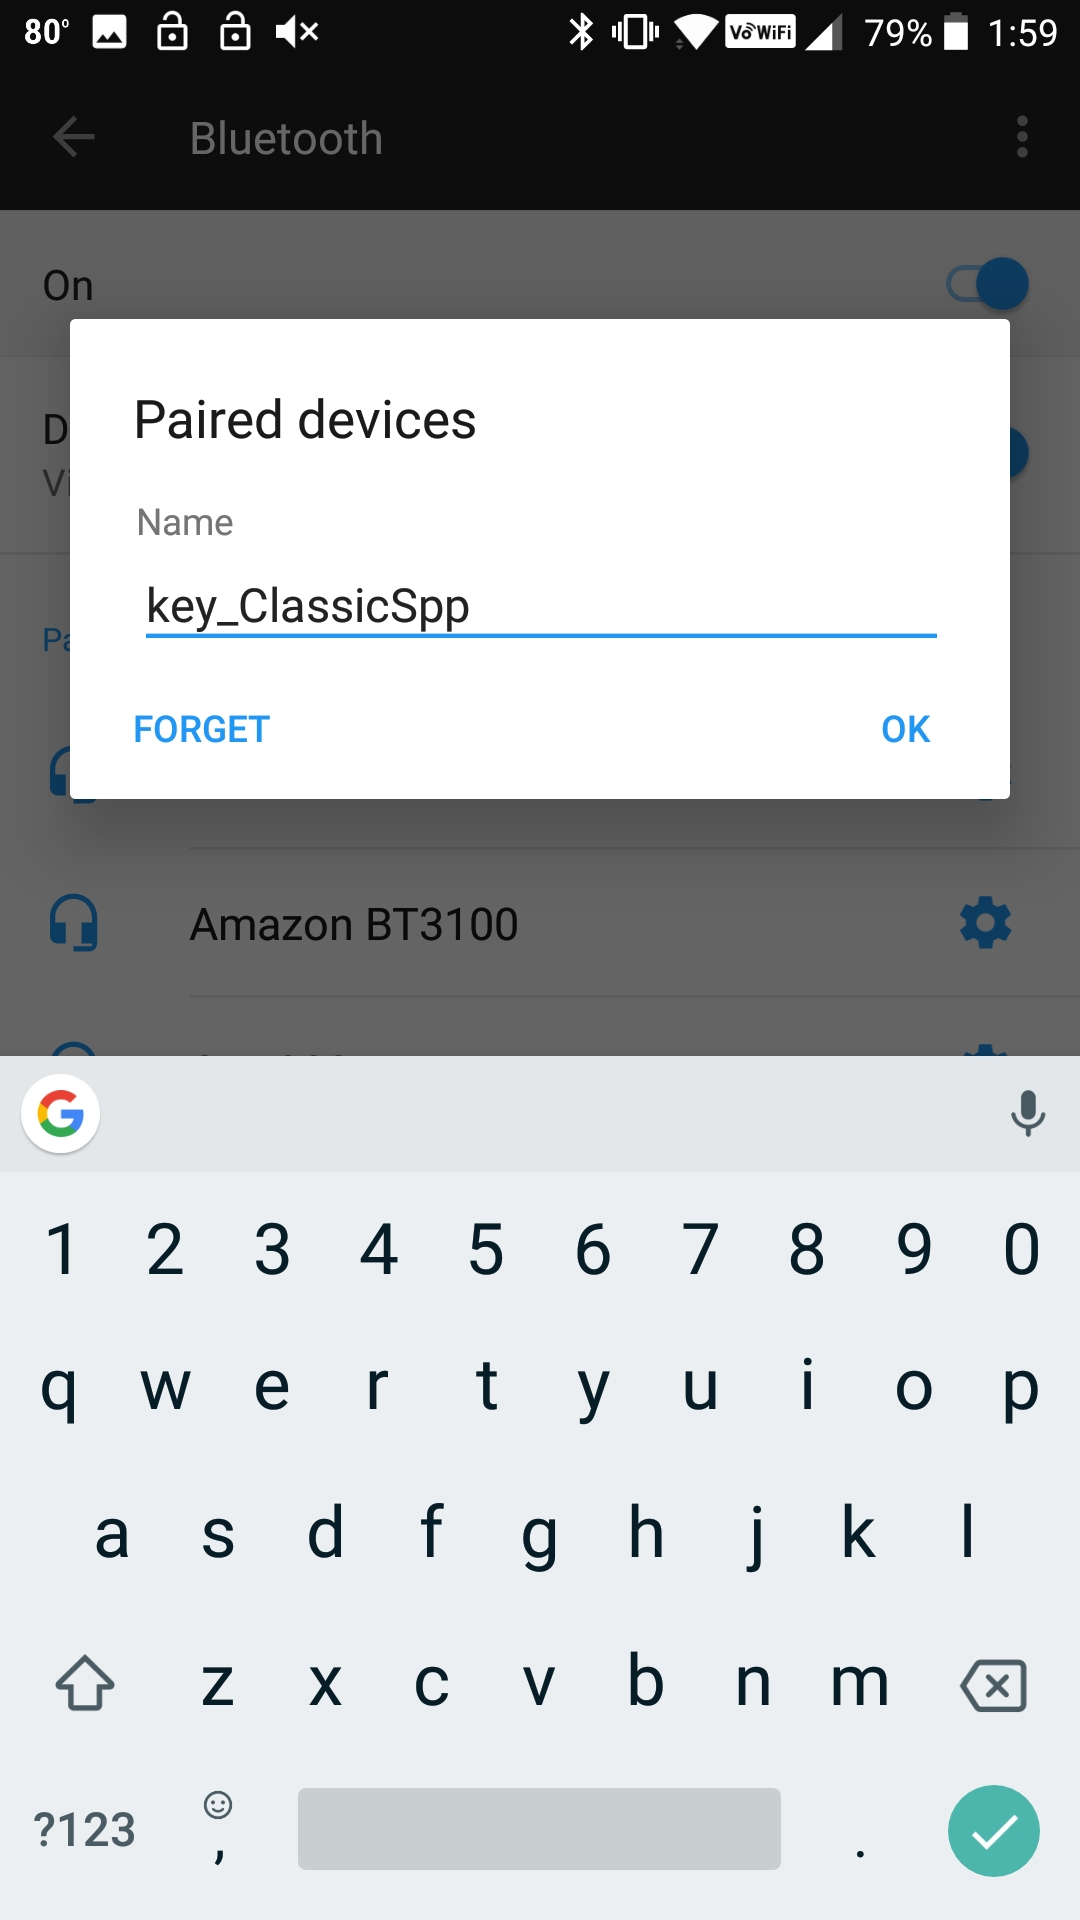 80° VoWiFi 79% 1:59
Bluetooth
On
Paired devices
Name
key_ClassicSpp
FORGET OK
Amazon BT3100
1 2 3 4 5 6 7 8 9 0
q w e r t y u i o p
a s d f g h j k l
z x c v b n m
?123 , .